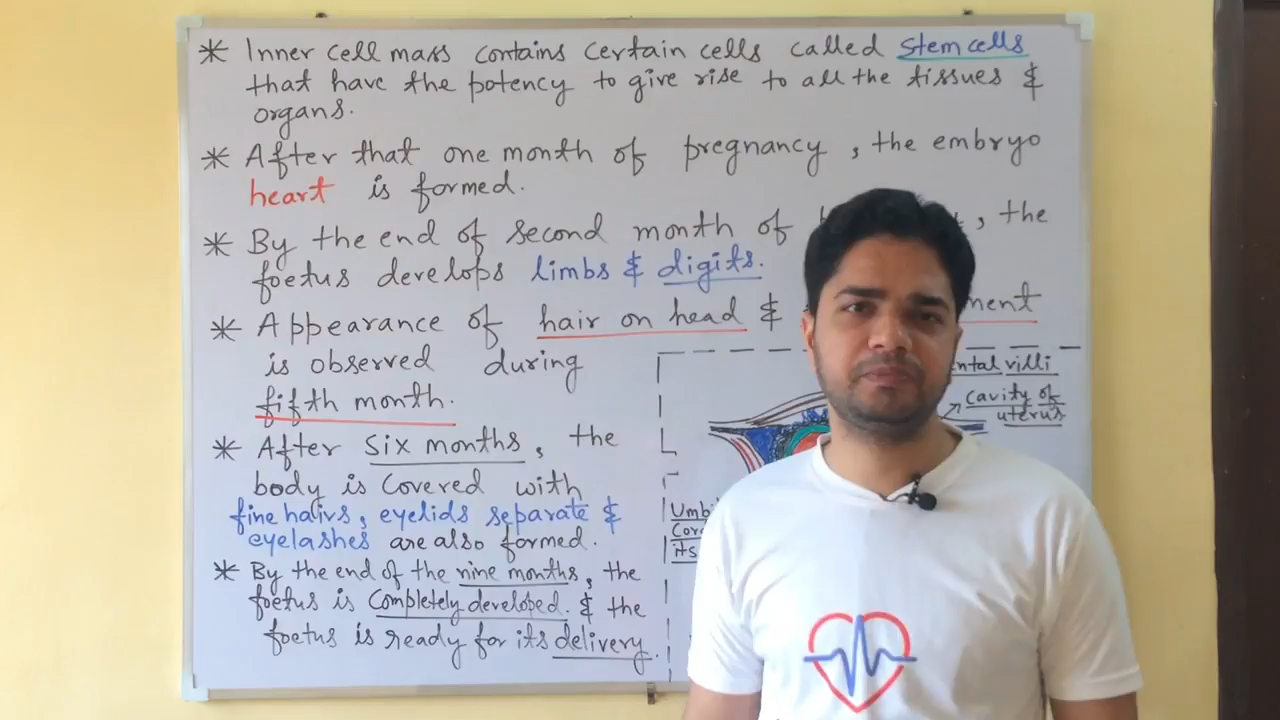 * Inner cell mass contains certain cells called stem cells
that have the potency to give rise to all the tissues &
organs.
* After that one month of pregnancy, the embryo
heart is formed.
* By the end of second month of , the
foetus develops limbs & digits.
* Appearance of hair on head &
is observed during
fifth month.
villi
cavity of
uterus
* After six months, the
body is covered with
fine hairs, eyelids separate &
eyelashes are also formed.
its
* By the end of the nine months, the
foetus is completely developed. & the
foetus is ready for its delivery.